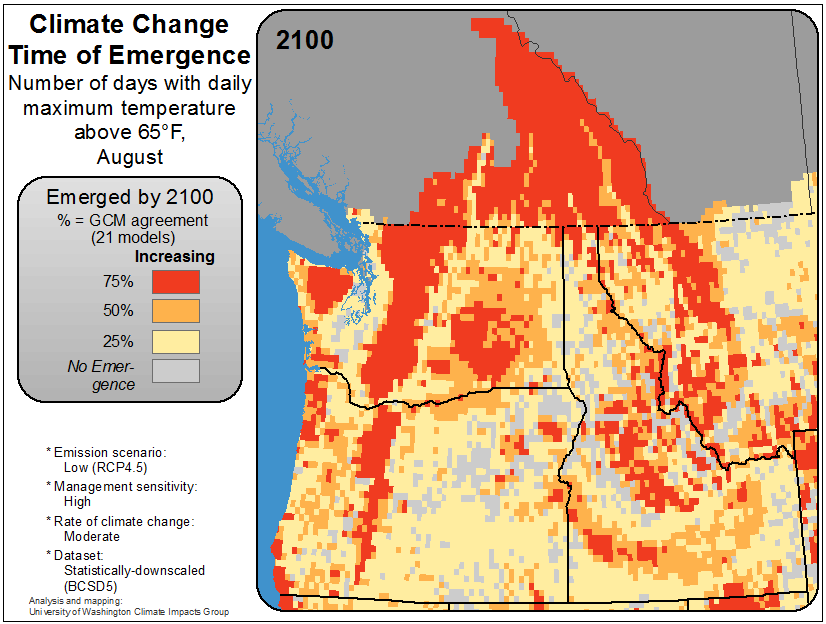 Climate Change
Time of Emergence
Number of days with daily
maximum temperature
above 65°F,
August
2100
Emerged by 2100
% = GCM agreement
(21 models)
Increasing
75%
50%
25%
No Emer-
gence
* Emission scenario:
Low (RCP4.5)
* Management sensitivity:
High
* Rate of climate change:
Moderate
* Dataset:
Statistically-downscaled
(BCSD5)
Analysis and mapping:
University of Washington Climate Impacts Group